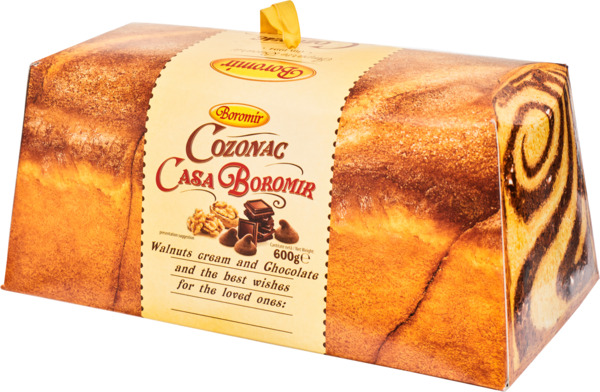 Boromir
Boromir
COZONAC
CASA BOROMIR
600g℮
Walnuts cream and Chocolate
and the best wishes
for the loved ones: